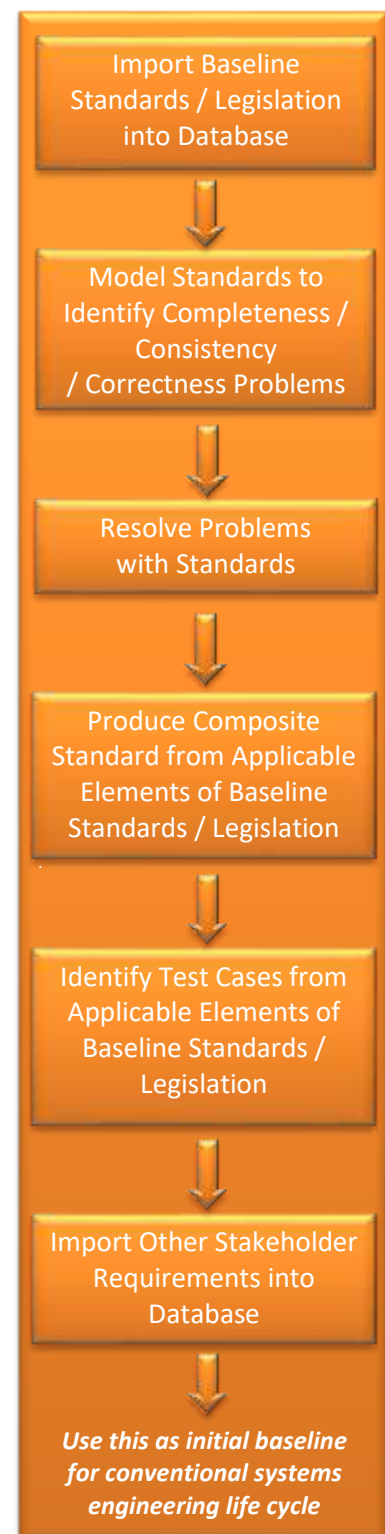 Import Baseline
Standards / Legislation
into Database
Model Standards to
Identify Completeness /
Consistency
/ Correctness Problems
Resolve Problems
with Standards
Produce Composite
Standard from Applicable
Elements of Baseline
Standards / Legislation
Identify Test Cases from
Applicable Elements of
Baseline Standards /
Legislation
Import Other Stakeholder
Requirements into
Database
Use this as initial baseline
for conventional systems
engineering life cycle